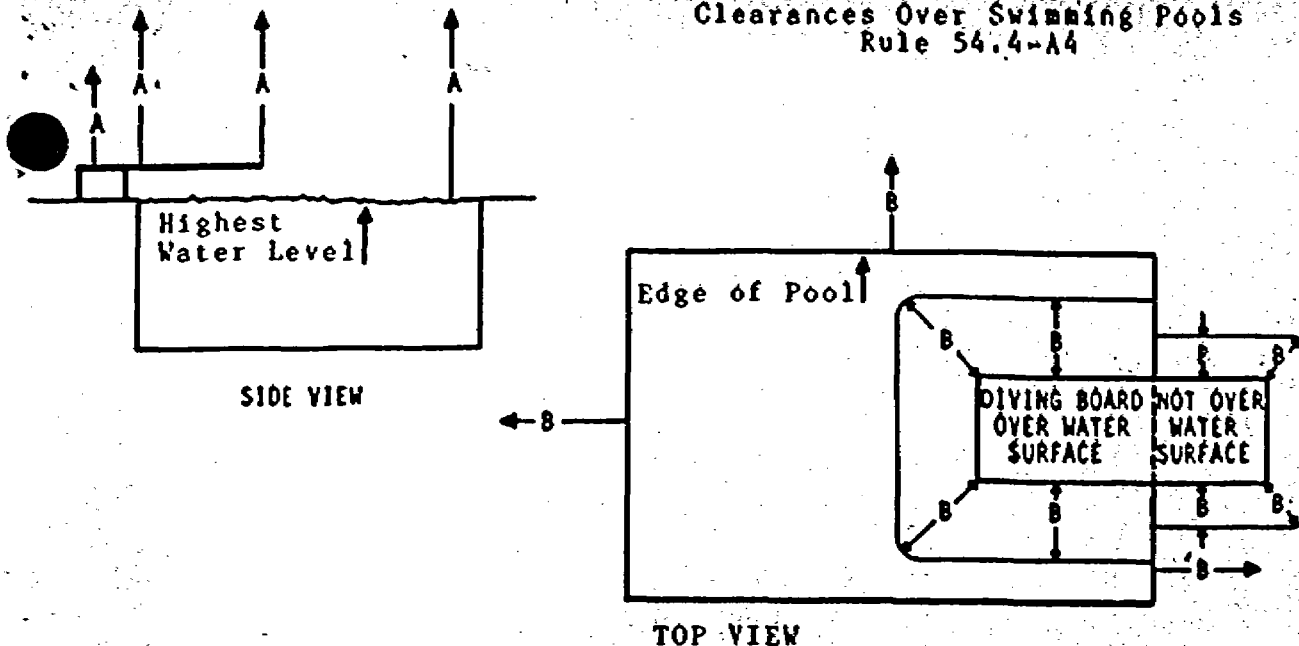 Clearances Over Swimming Pools
Rule 54.4-A4
A
A
A
A
Highest
Water Level
SIDE VIEW
B
Edge of Pool
B
B
B
B
B
B
DIVING BOARD
OVER WATER
SURFACE
NOT OVER
WATER
SURFACE
B
B
B
B
B
TOP VIEW